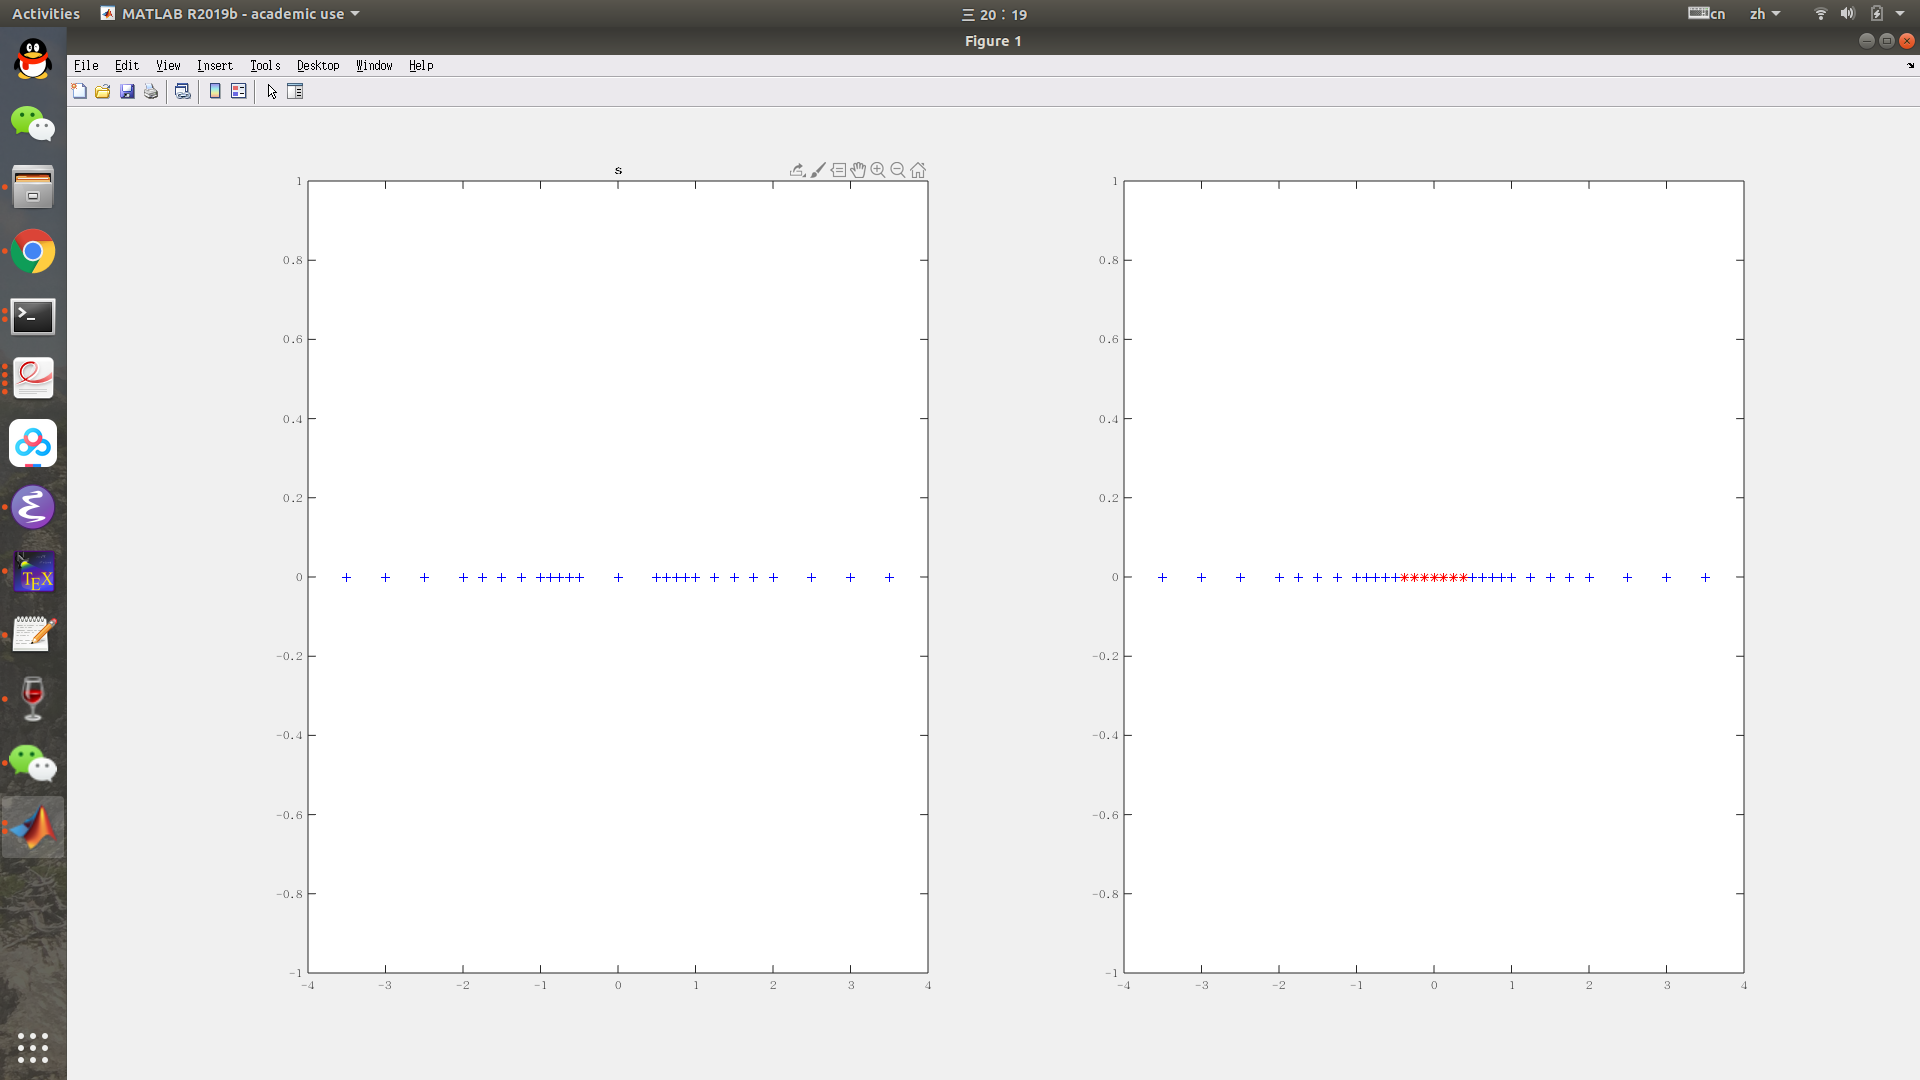 Activities MATLAB R2019b - academic use 三 20：19 cn zh
Figure 1
File Edit View Insert Tools Desktop Window Help
s
1 1
0.8 0.8
0.6 0.6
0.4 0.4
0.2 0.2
0 0
-0.2 -0.2
-0.4 -0.4
-0.6 -0.6
-0.8 -0.8
-1 -1
-4 -3 -2 -1 0 1 2 3 4 -4 -3 -2 -1 0 1 2 3 4
TEX